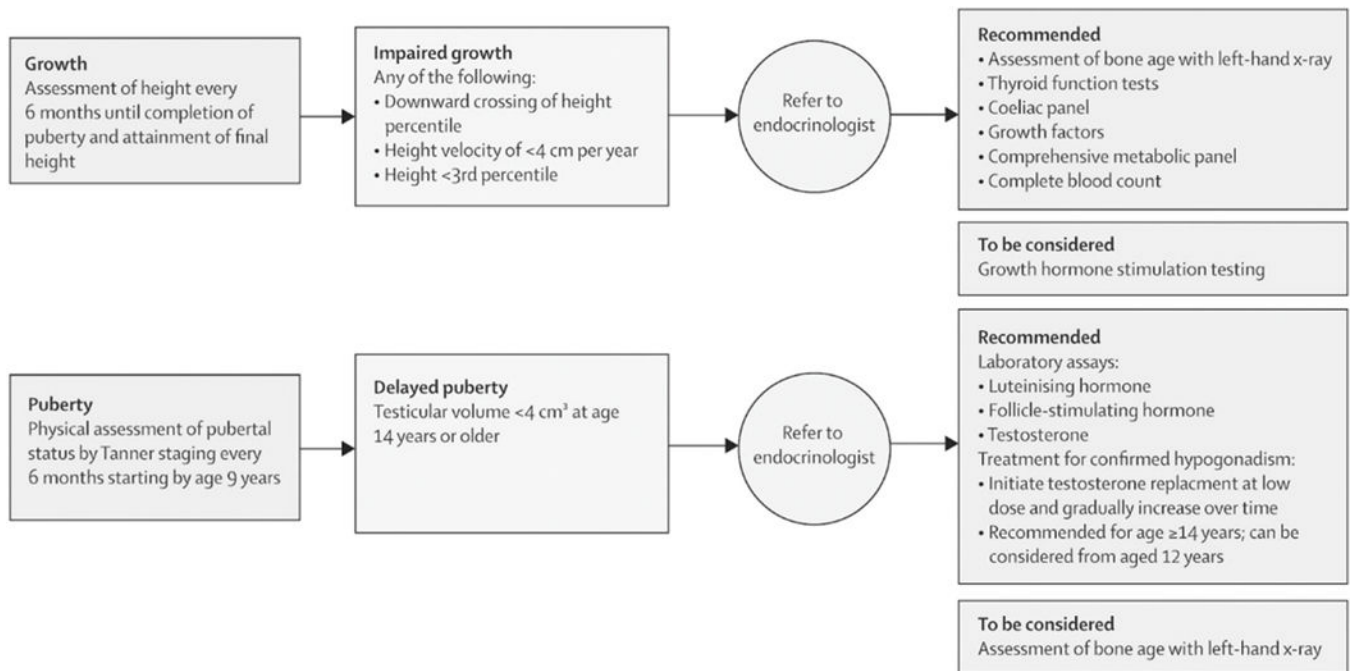 Growth
Assessment of height every
6 months until completion of
puberty and attainment of final
height
Impaired growth
Any of the following:
• Downward crossing of height
percentile
• Height velocity of <4 cm per year
• Height <3rd percentile
Refer to
endocrinologist
Recommended
• Assessment of bone age with left-hand x-ray
• Thyroid function tests
• Coeliac panel
• Growth factors
• Comprehensive metabolic panel
• Complete blood count
To be considered
Growth hormone stimulation testing
Puberty
Physical assessment of pubertal
status by Tanner staging every
6 months starting by age 9 years
Delayed puberty
Testicular volume <4 cm³ at age
14 years or older
Refer to
endocrinologist
Recommended
Laboratory assays:
• Luteinising hormone
• Follicle-stimulating hormone
• Testosterone
Treatment for confirmed hypogonadism:
• Initiate testosterone replacment at low
dose and gradually increase over time
• Recommended for age ≥14 years; can be
considered from aged 12 years
To be considered
Assessment of bone age with left-hand x-ray